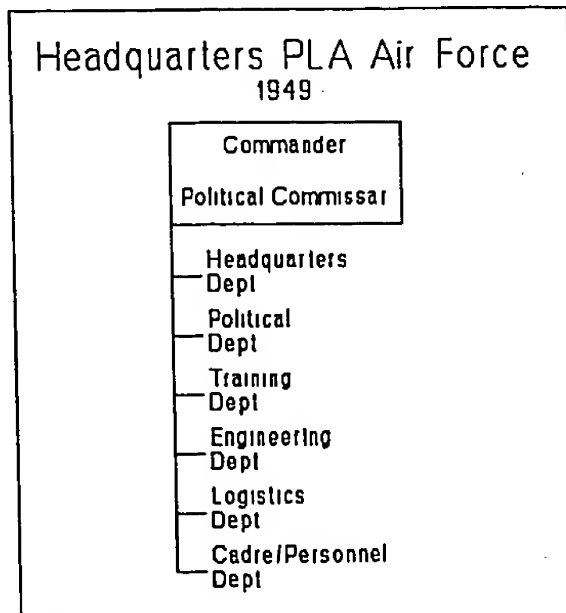 Headquarters PLA Air Force
1949
Commander
Political Commissar
Headquarters
Dept
Political
Dept
Training
Dept
Engineering
Dept
Logistics
Dept
Cadre/Personnel
Dept